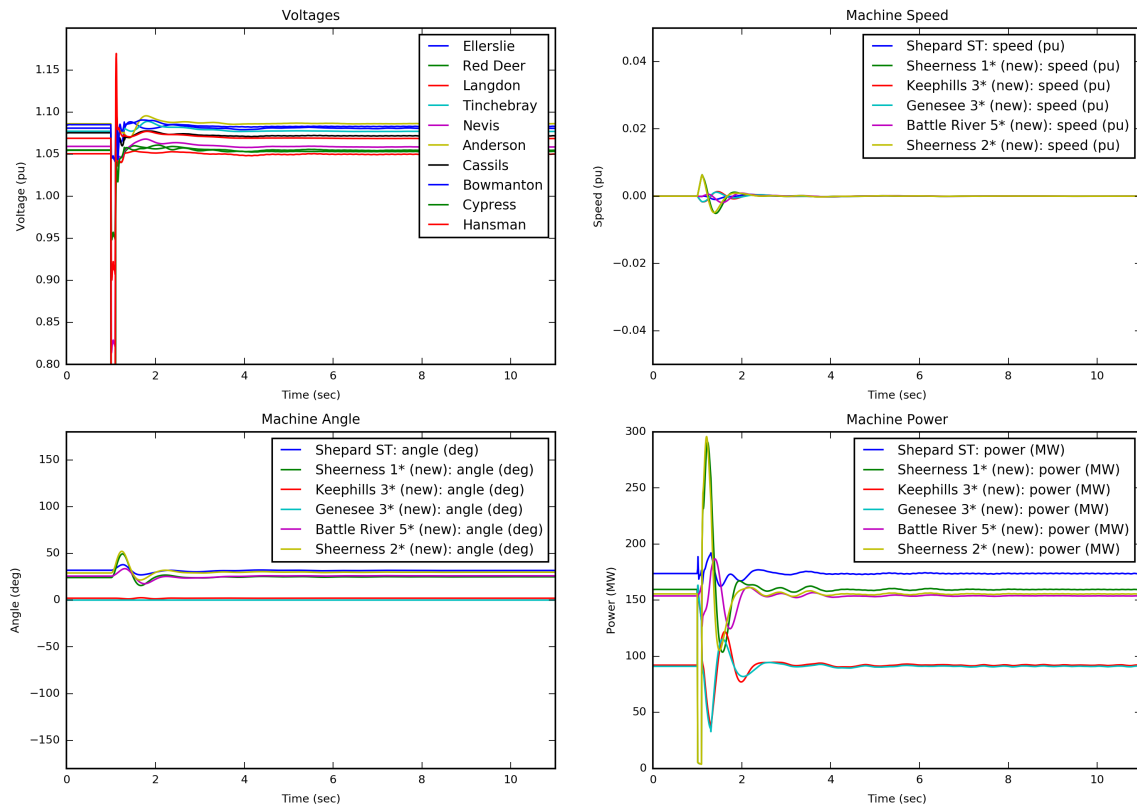 Voltages
1.15
1.10
1.05
1.00
0.95
0.90
0.85
0.80
Voltage (pu)
0
2
4
6
8
10
Time (sec)
Ellerslie
Red Deer
Langdon
Tinchebray
Nevis
Anderson
Cassils
Bowmanton
Cypress
Hansman
Machine Speed
0.04
0.02
0.00
−0.02
−0.04
Speed (pu)
0
2
4
6
8
10
Time (sec)
Shepard ST: speed (pu)
Sheerness 1* (new): speed (pu)
Keephills 3* (new): speed (pu)
Genesee 3* (new): speed (pu)
Battle River 5* (new): speed (pu)
Sheerness 2* (new): speed (pu)
Machine Angle
150
100
50
0
−50
−100
−150
Angle (deg)
0
2
4
6
8
10
Time (sec)
Shepard ST: angle (deg)
Sheerness 1* (new): angle (deg)
Keephills 3* (new): angle (deg)
Genesee 3* (new): angle (deg)
Battle River 5* (new): angle (deg)
Sheerness 2* (new): angle (deg)
Machine Power
300
250
200
150
100
50
0
Power (MW)
0
2
4
6
8
10
Time (sec)
Shepard ST: power (MW)
Sheerness 1* (new): power (MW)
Keephills 3* (new): power (MW)
Genesee 3* (new): power (MW)
Battle River 5* (new): power (MW)
Sheerness 2* (new): power (MW)